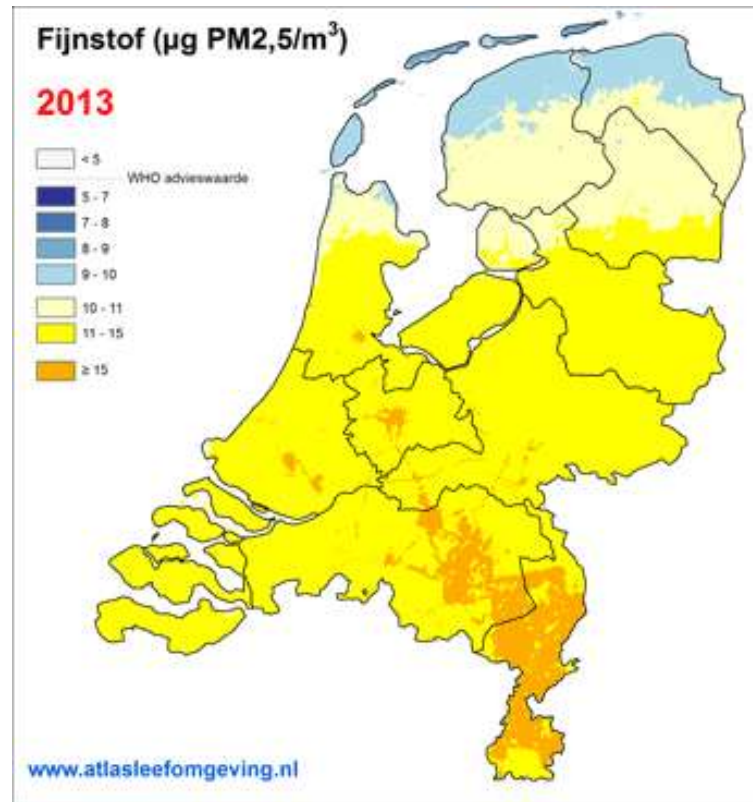 Fijnstof (µg PM2,5/m³)
2013
< 5
WHO advieswaarde
5 - 7
7 - 8
8 - 9
9 - 10
10 - 11
11 - 15
≥ 15
www.atlasleefomgeving.nl